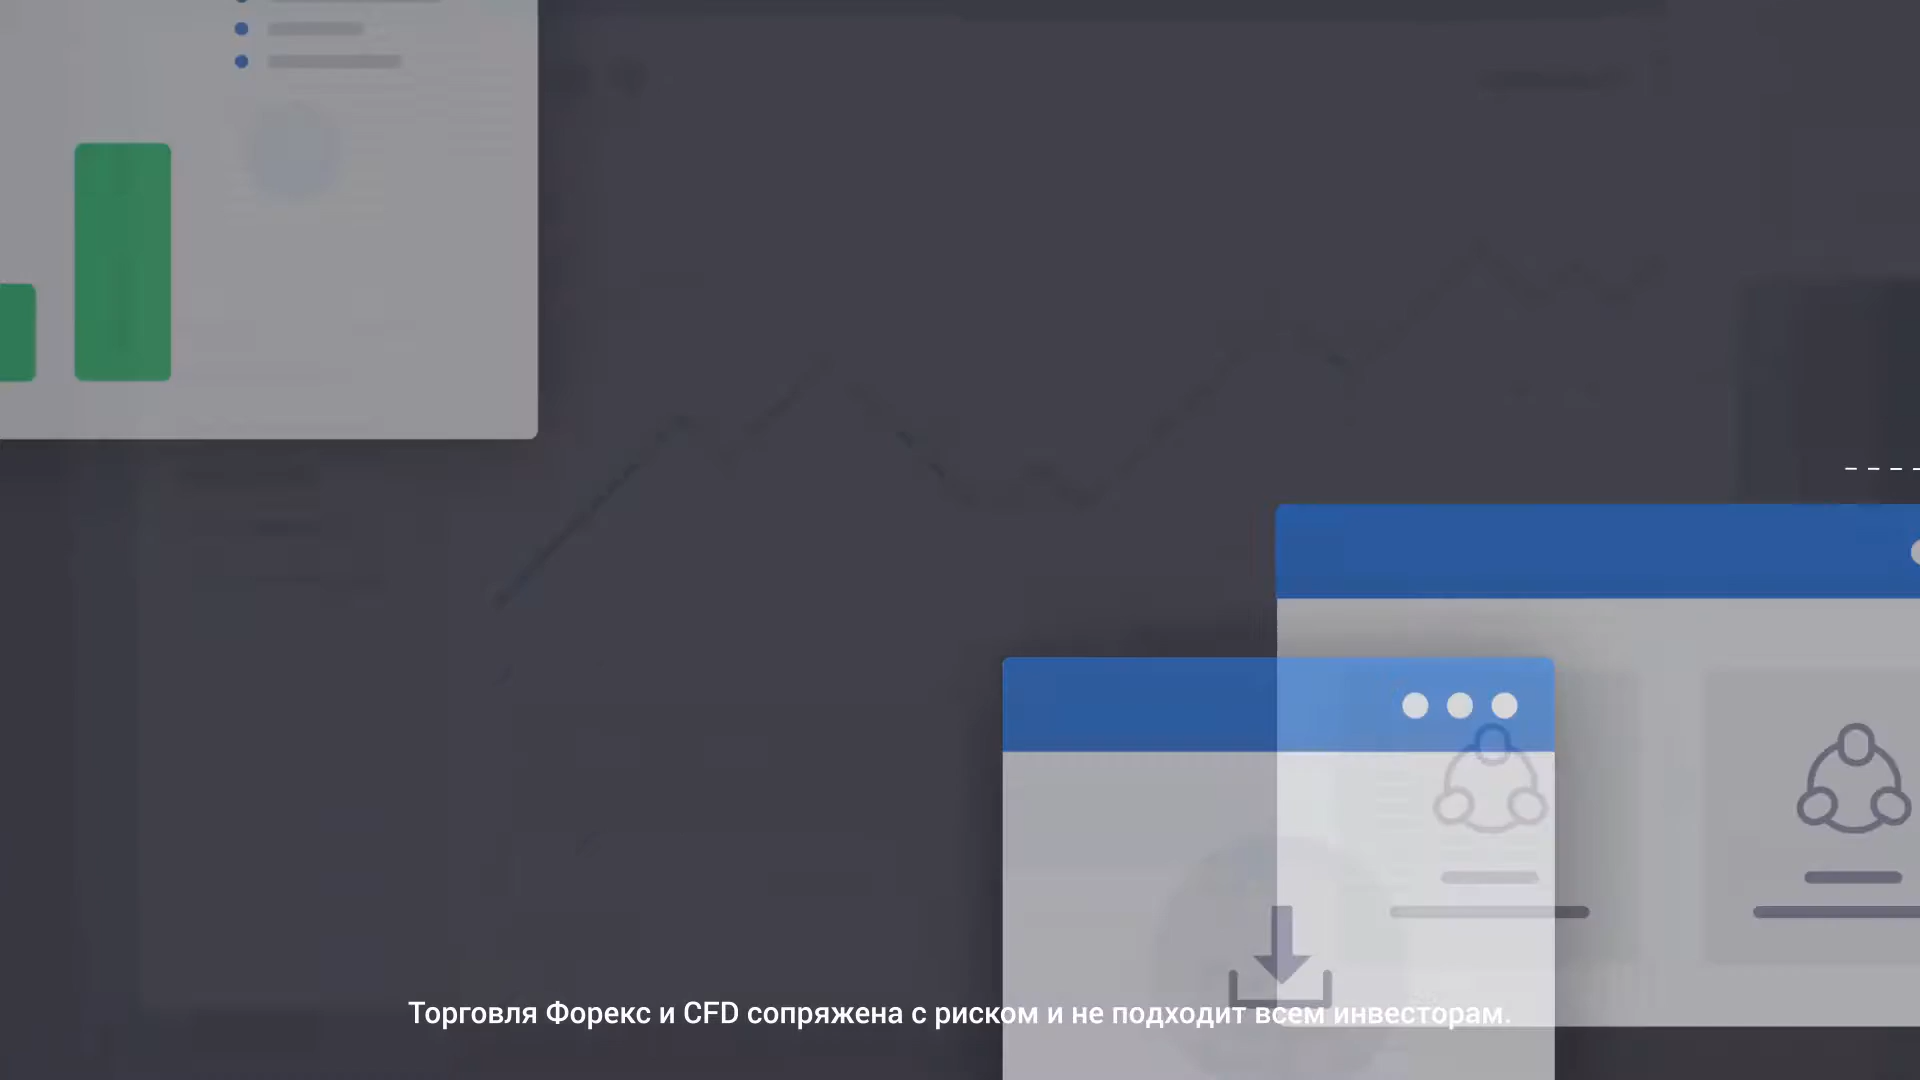 Торговля Форекс и CFD сопряжена с риском и не подходит всем инвесторам.